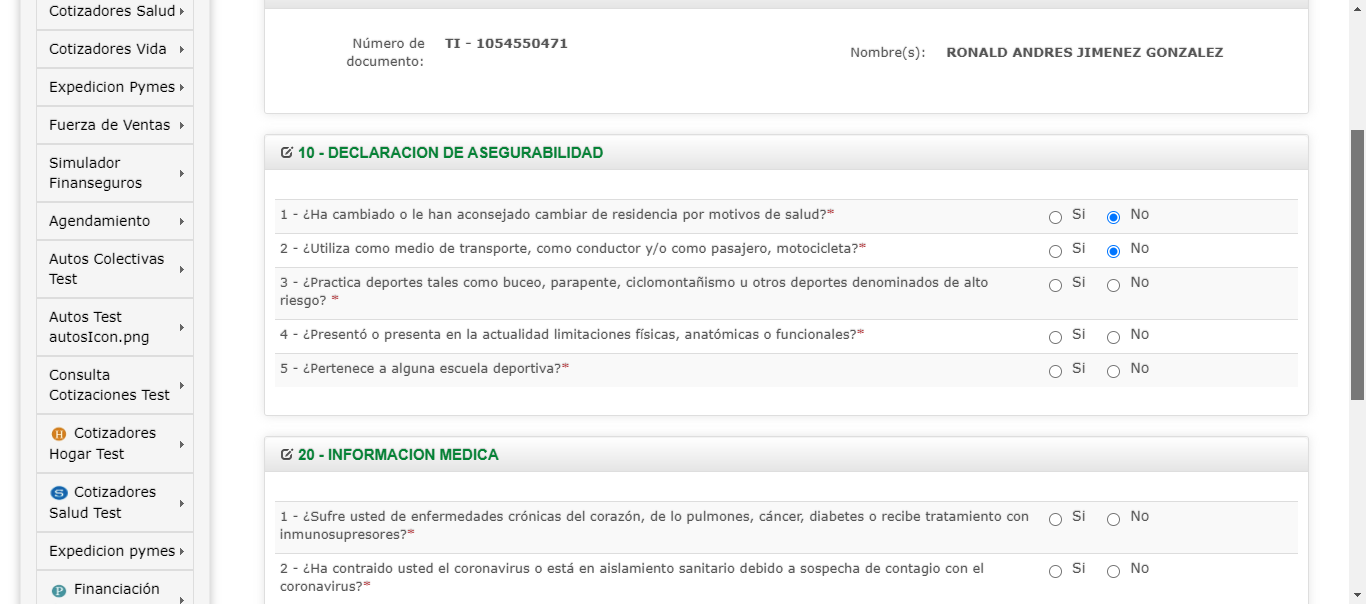 Cotizadores Salud
Cotizadores Vida
Expedicion Pymes
Fuerza de Ventas
Simulador
Finanseguros
Agendamiento
Autos Colectivas
Test
Autos Test
autosIcon.png
Consulta
Cotizaciones Test
H Cotizadores
Hogar Test
S Cotizadores
Salud Test
Expedicion pymes
P Financiación
Número de
documento:
TI - 1054550471
Nombre(s): RONALD ANDRES JIMENEZ GONZALEZ
10 - DECLARACION DE ASEGURABILIDAD
1 - ¿Ha cambiado o le han aconsejado cambiar de residencia por motivos de salud?* Si No
2 - ¿Utiliza como medio de transporte, como conductor y/o como pasajero, motocicleta?* Si No
3 - ¿Practica deportes tales como buceo, parapente, ciclomontañismo u otros deportes denominados de alto Si No
riesgo? *
4 - ¿Presentó o presenta en la actualidad limitaciones físicas, anatómicas o funcionales?* Si No
5 - ¿Pertenece a alguna escuela deportiva?* Si No
20 - INFORMACION MEDICA
1 - ¿Sufre usted de enfermedades crónicas del corazón, de lo pulmones, cáncer, diabetes o recibe tratamiento con Si No
inmunosupresores?*
2 - ¿Ha contraido usted el coronavirus o está en aislamiento sanitario debido a sospecha de contagio con el Si No
coronavirus?*